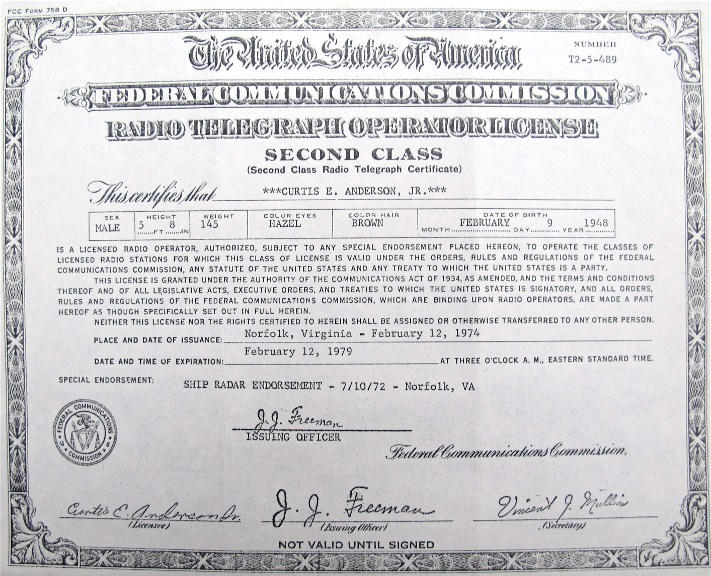 FCC FORM 758 D
The United States of America
NUMBER
T2-5-489
FEDERAL COMMUNICATIONS COMMISSION
RADIO TELEGRAPH OPERATOR LICENSE
SECOND CLASS
(Second Class Radio Telegraph Certificate)
This certifies that ***CURTIS E. ANDERSON, JR.***
SEX HEIGHT WEIGHT COLOR EYES COLOR HAIR DATE OF BIRTH
MALE 5 FT. 8 IN 145 HAZEL BROWN MONTH FEBRUARY DAY 9 YEAR 1948
IS A LICENSED RADIO OPERATOR, AUTHORIZED, SUBJECT TO ANY SPECIAL ENDORSEMENT PLACED HEREON, TO OPERATE THE CLASSES OF
LICENSED RADIO STATIONS FOR WHICH THIS CLASS OF LICENSE IS VALID UNDER THE ORDERS, RULES AND REGULATIONS OF THE FEDERAL
COMMUNICATIONS COMMISSION, ANY STATUTE OF THE UNITED STATES AND ANY TREATY TO WHICH THE UNITED STATES IS A PARTY.
THIS LICENSE IS GRANTED UNDER THE AUTHORITY OF THE COMMUNICATIONS ACT OF 1934, AS AMENDED, AND THE TERMS AND CONDITIONS
THEREOF AND OF ALL LEGISLATIVE ACTS, EXECUTIVE ORDERS, AND TREATIES TO WHICH THE UNITED STATES IS SIGNATORY, AND ALL ORDERS,
RULES AND REGULATIONS OF THE FEDERAL COMMUNICATIONS COMMISSION, WHICH ARE BINDING UPON RADIO OPERATORS, ARE MADE A PART
HEREOF AS THOUGH SPECIFICALLY SET OUT IN FULL HEREIN.
NEITHER THIS LICENSE NOR THE RIGHTS CERTIFIED TO HEREIN SHALL BE ASSIGNED OR OTHERWISE TRANSFERRED TO ANY OTHER PERSON.
PLACE AND DATE OF ISSUANCE: Norfolk, Virginia - February 12, 1974
DATE AND TIME OF EXPIRATION: February 12, 1979 AT THREE O'CLOCK A. M., EASTERN STANDARD TIME.
SPECIAL ENDORSEMENT: SHIP RADAR ENDORSEMENT - 7/10/72 - Norfolk, VA
J.J. Freeman
ISSUING OFFICER
FEDERAL COMMUNICATIONS COMMISSION
Federal Communications Commission.
Curtis E. Anderson Jr. J. J. Freeman Vincent J. Mullins
(Licensee) (Issuing Officer) (Secretary)
NOT VALID UNTIL SIGNED